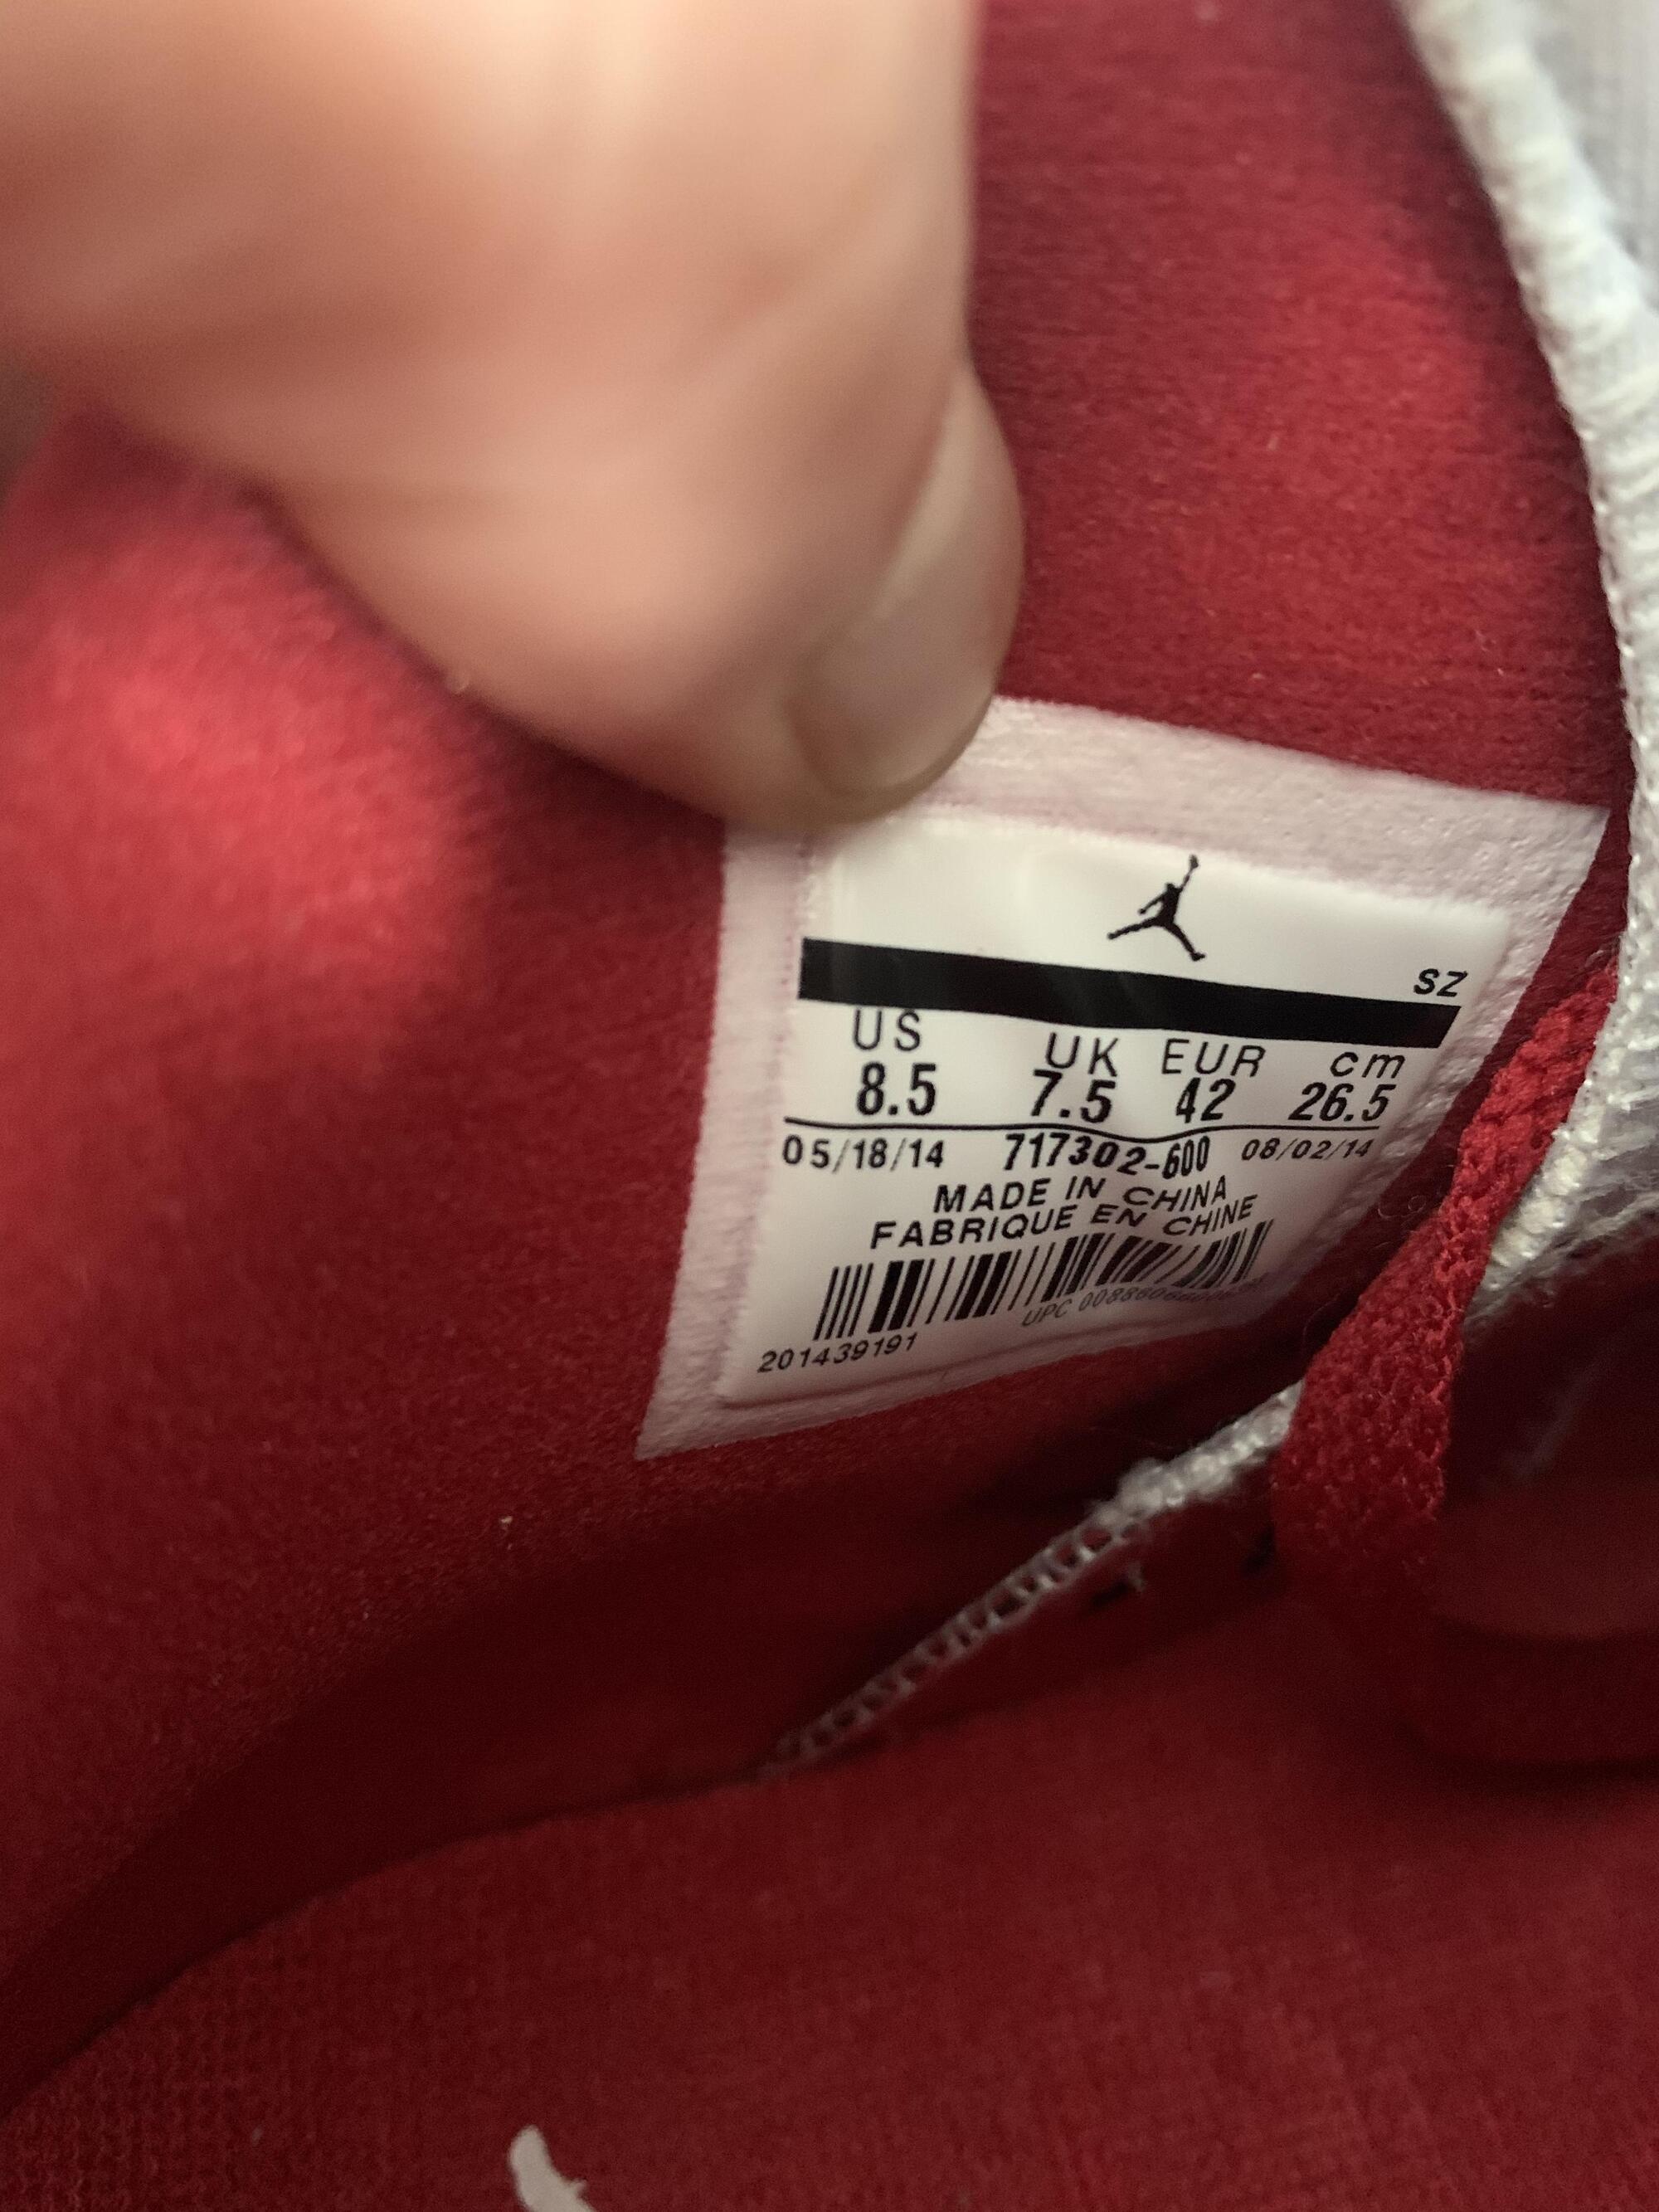 SZ
US UK EUR cm
8.5 7.5 42 26.5
05/18/14 717302-600 08/02/14
MADE IN CHINA
FABRIQUE EN CHINE
UPC
201439191